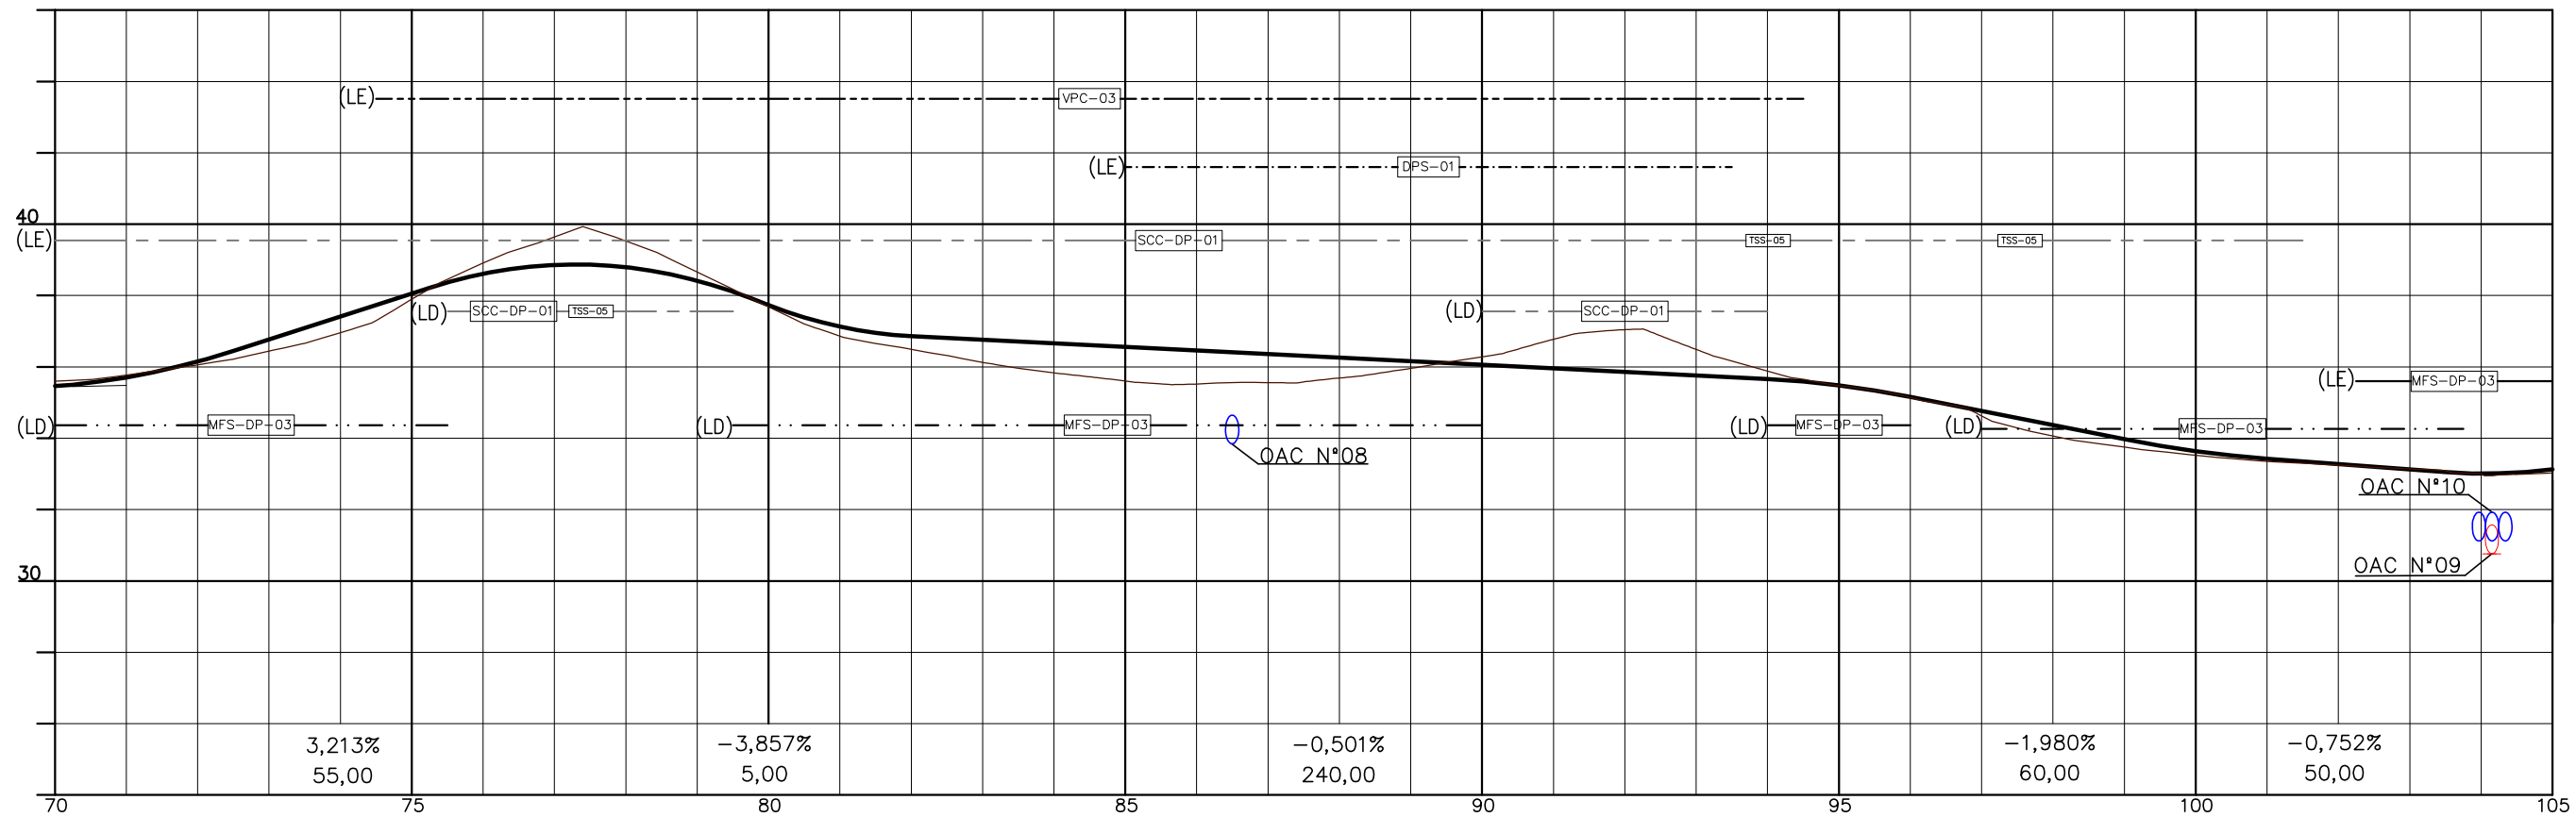 (LE) VPC-03
(LE) DPS-01
40
(LE) SCC-DP-01 TSS-05 TSS-05
(LD) SCC-DP-01 TSS-05 (LD) SCC-DP-01
(LE) MFS-DP-03
(LD) MFS-DP-03 (LD) MFS-DP-03 (LD) MFS-DP-03 (LD) MFS-DP-03
OAC Nº08
OAC Nº10
OAC Nº09
30
3,213% -3,857% -0,501% -1,980% -0,752%
55,00 5,00 240,00 60,00 50,00
70 75 80 85 90 95 100 105